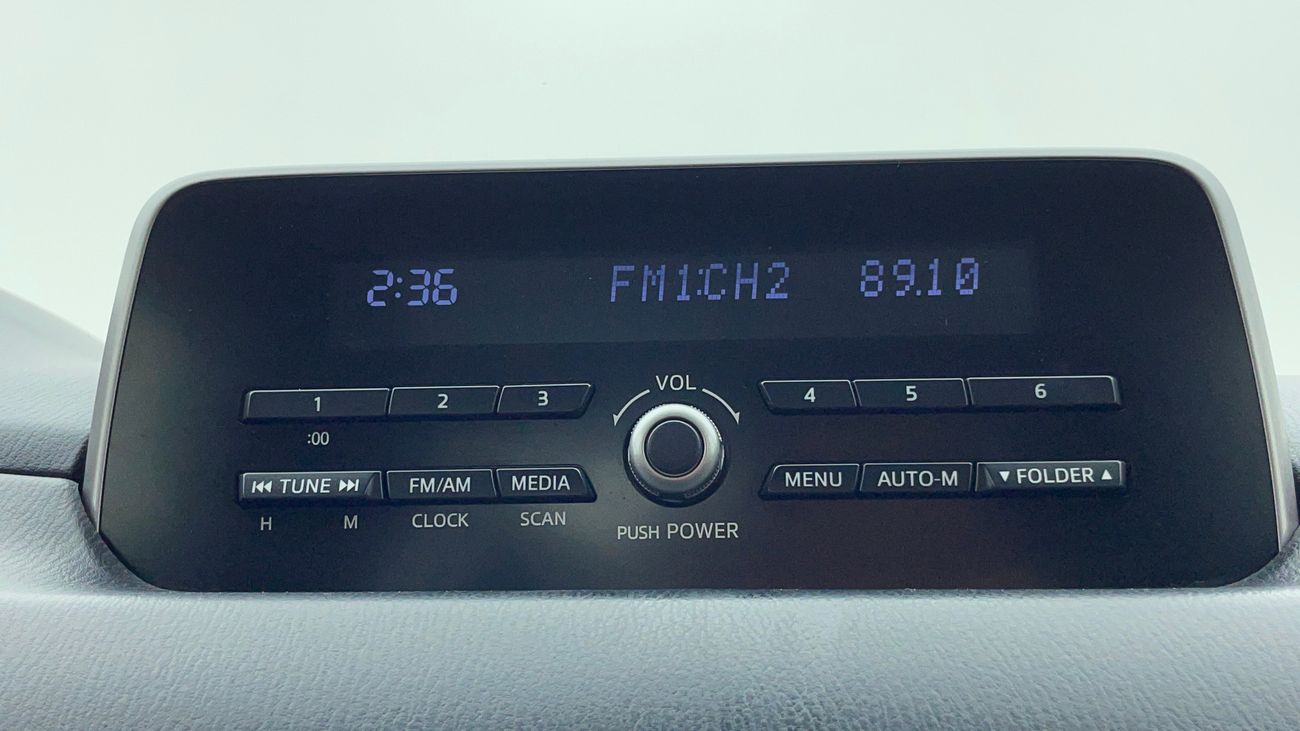 2:36 FM1:CH2 89.10
VOL
1 2 3 4 5 6
:00
⏮ TUNE ⏭ FM/AM MEDIA MENU AUTO-M ▼ FOLDER ▲
H M CLOCK SCAN
PUSH POWER